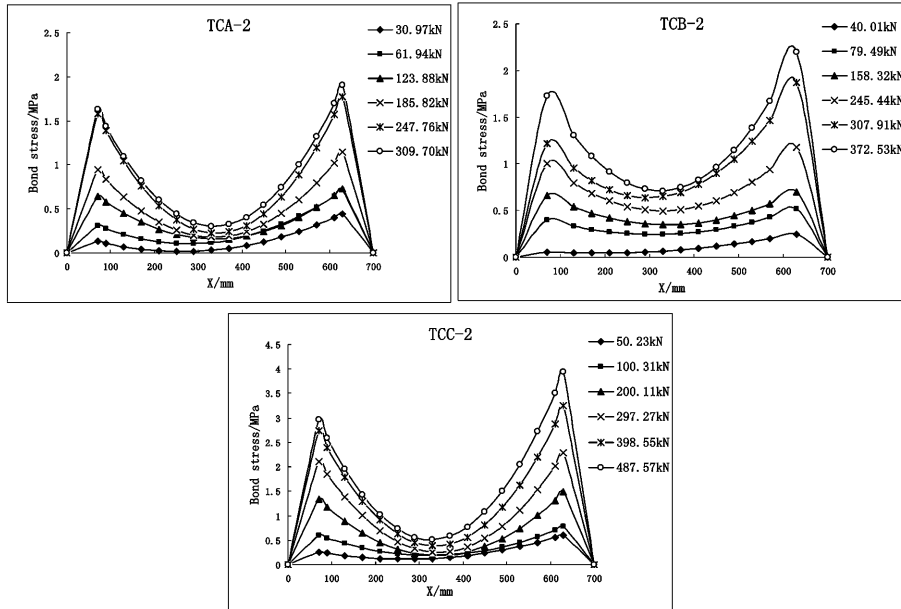 TCA-2
Bond stress/MPa
2.5
2
1.5
1
0.5
0
0 100 200 300 400 500 600 700
X/mm
30.97kN
61.94kN
123.88kN
185.82kN
247.76kN
309.70kN
TCB-2
Bond stress/MPa
2.5
2
1.5
1
0.5
0
0 100 200 300 400 500 600 700
X/mm
40.01kN
79.49kN
158.32kN
245.44kN
307.91kN
372.53kN
TCC-2
Bond stress/MPa
4.5
4
3.5
3
2.5
2
1.5
1
0.5
0
0 100 200 300 400 500 600 700
X/mm
50.23kN
100.31kN
200.11kN
297.27kN
398.55kN
487.57kN